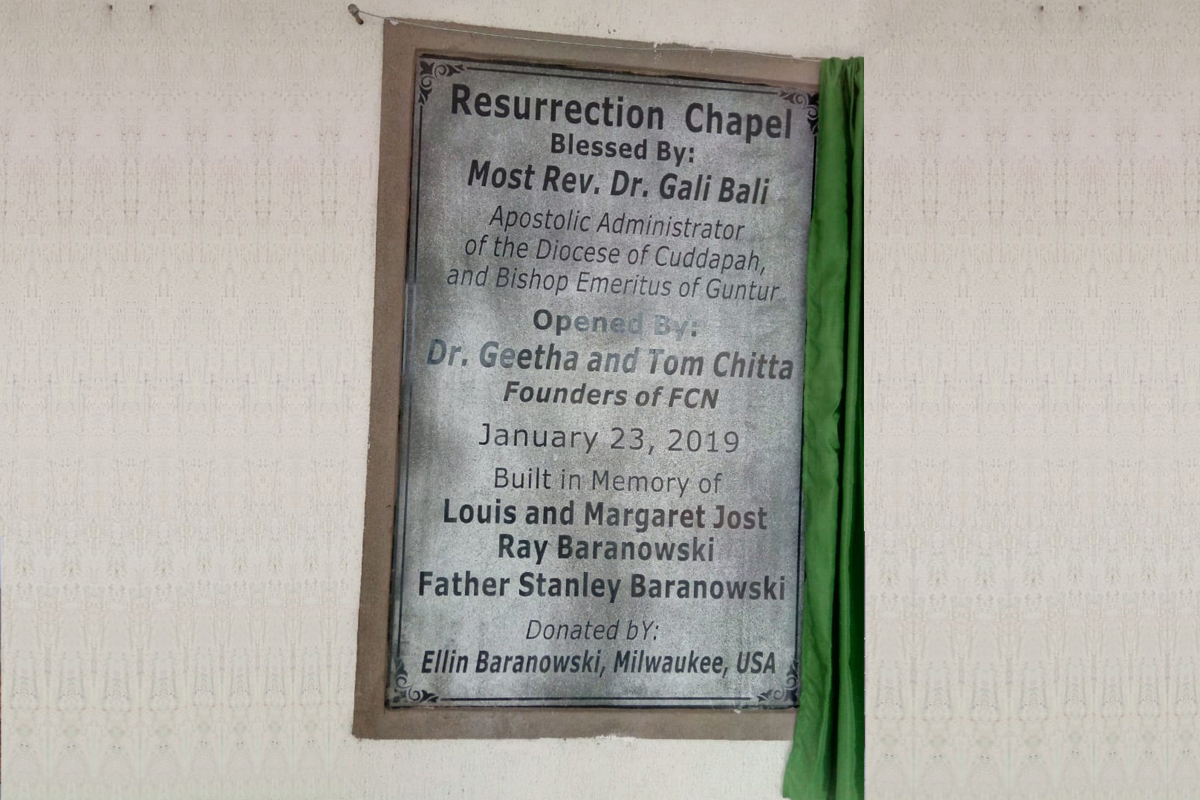 Resurrection Chapel
Blessed By:
Most Rev. Dr. Gali Bali
Apostolic Administrator
of the Diocese of Cuddapah,
and Bishop Emeritus of Guntur
Opened By:
Dr. Geetha and Tom Chitta
Founders of FCN
January 23, 2019
Built in Memory of
Louis and Margaret Jost
Ray Baranowski
Father Stanley Baranowski
Donated bY:
Ellin Baranowski, Milwaukee, USA